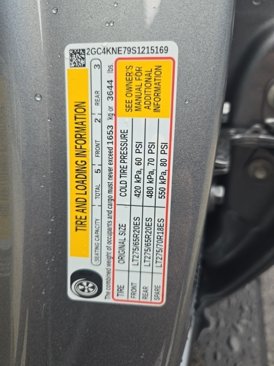 2GC4KNE79S1215169
TIRE AND LOADING INFORMATION
SEATING CAPACITY TOTAL 5 FRONT 2 REAR 3
The combined weight of occupants and cargo must never exceed 1653 kg or 3644 lbs
TIRE ORIGINAL SIZE COLD TIRE PRESSURE
FRONT LT275/65R20ES 420 kPa, 60 PSI
REAR LT275/65R20ES 480 kPa, 70 PSI
SPARE LT275/70R18ES 550 kPa, 80 PSI
SEE OWNER'S
MANUAL FOR
ADDITIONAL
INFORMATION